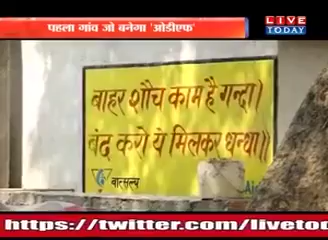 पहला गांव जो बनेगा 'ओडीएफ'
LIVE
TODAY
बाहर शौच काम है गन्दा।
बंद करो ये मिलकर धन्धा॥
वात्सल्य
https://twitter.com/liveto